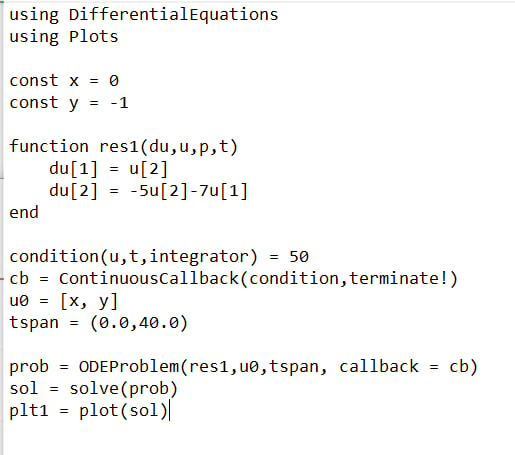 using DifferentialEquations
using Plots
const x = 0
const y = -1
function res1(du,u,p,t)
    du[1] = u[2]
    du[2] = -5u[2]-7u[1]
end
condition(u,t,integrator) = 50
cb = ContinuousCallback(condition,terminate!)
u0 = [x, y]
tspan = (0.0,40.0)
prob = ODEProblem(res1,u0,tspan, callback = cb)
sol = solve(prob)
plt1 = plot(sol)